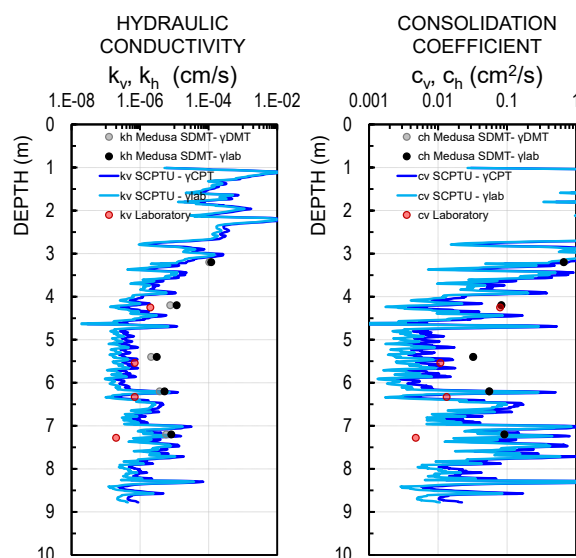 HYDRAULIC
CONDUCTIVITY
kᵥ, kₕ (cm/s)
1.E-08 1.E-06 1.E-04 1.E-02
DEPTH (m)
0
1
2
3
4
5
6
7
8
9
10
kh Medusa SDMT- γDMT
kh Medusa SDMT- γlab
kv SCPTU - γCPT
kv SCPTU - γlab
kv Laboratory
CONSOLIDATION
COEFFICIENT
cᵥ, cₕ (cm²/s)
0.001 0.01 0.1 1
DEPTH (m)
0
1
2
3
4
5
6
7
8
9
10
ch Medusa SDMT- γDMT
ch Medusa SDMT- γlab
cv SCPTU - γCPT
cv SCPTU - γlab
cv Laboratory